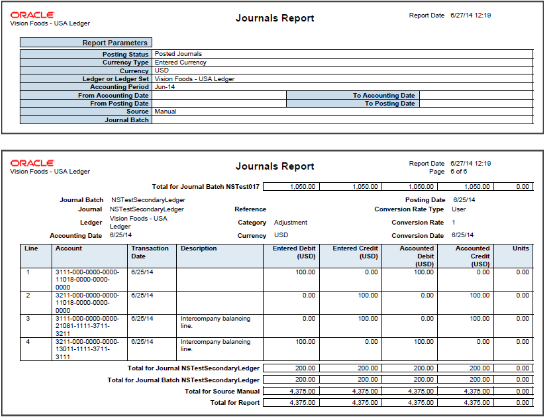 ORACLE
Vision Foods - USA Ledger
Journals Report
Report Date 6/27/14 12:19
Report Parameters
Posting Status Posted Journals
Currency Type Entered Currency
Currency USD
Ledger or Ledger Set Vision Foods - USA Ledger
Accounting Period Jun-14
From Accounting Date To Accounting Date
From Posting Date To Posting Date
Source Manual
Journal Batch
ORACLE
Vision Foods - USA Ledger
Journals Report
Report Date 6/27/14 12:19
Page 6 of 6
Total for Journal Batch NSTest017 1,050.00 1,050.00 1,050.00 1,050.00 0.00
Journal Batch NSTestSecondaryLedger Posting Date 6/25/14
Journal NSTestSecondaryLedger Reference Conversion Rate Type User
Ledger Vision Foods - USA Ledger Category Adjustment Conversion Rate 1
Accounting Date 6/25/14 Currency USD Conversion Date 6/25/14
Line Account Transaction Date Description Entered Debit (USD) Entered Credit (USD) Accounted Debit (USD) Accounted Credit (USD) Units
1 3111-000-0000-0000-11018-0000-0000-0000 6/25/14 100.00 0.00 100.00 0.00 0.00
2 3211-000-0000-0000-11018-0000-0000-0000 6/25/14 0.00 100.00 0.00 100.00 0.00
3 3111-000-0000-0000-21081-1111-3711-3211 6/25/14 Intercompany balancing line. 0.00 100.00 0.00 100.00 0.00
4 3211-000-0000-0000-13011-1111-3711-3111 6/25/14 Intercompany balancing line. 100.00 0.00 100.00 0.00 0.00
Total for Journal NSTestSecondaryLedger 200.00 200.00 200.00 200.00 0.00
Total for Journal Batch NSTestSecondaryLedger 200.00 200.00 200.00 200.00 0.00
Total for Source Manual 4,375.00 4,375.00 4,375.00 4,375.00 0.00
Total for Report 4,375.00 4,375.00 4,375.00 4,375.00 0.00